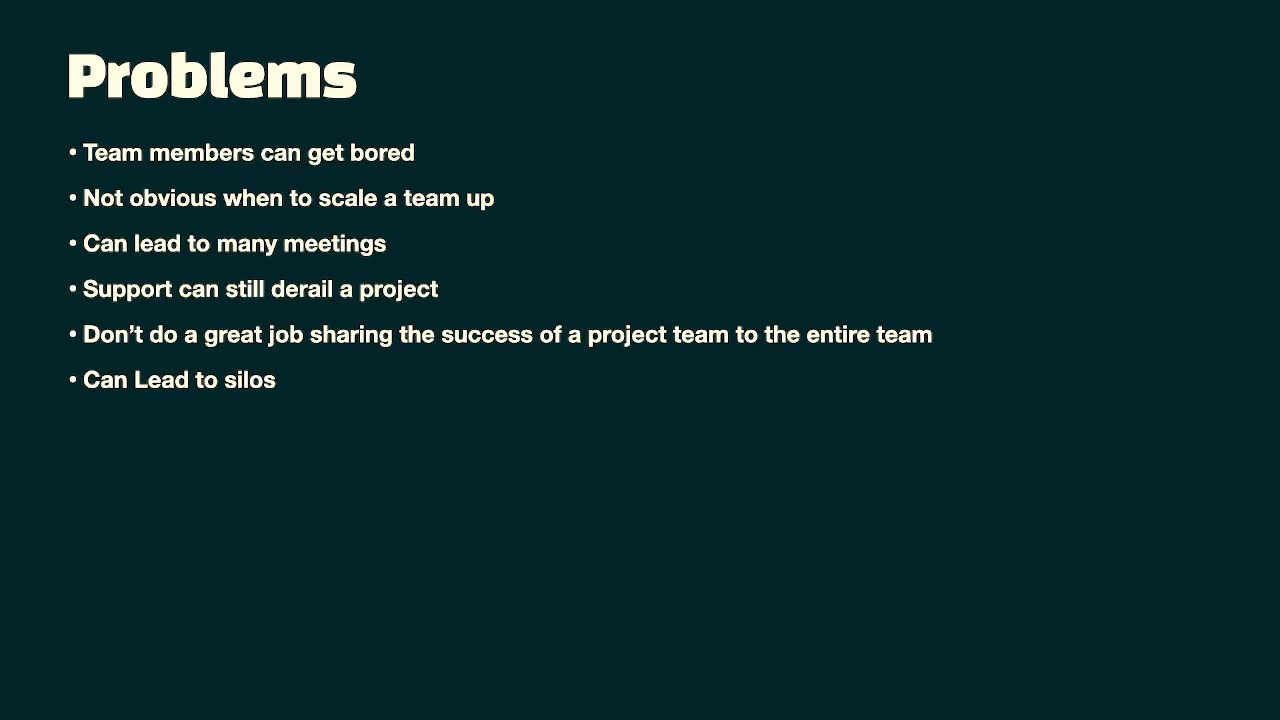 Problems
• Team members can get bored
• Not obvious when to scale a team up
• Can lead to many meetings
• Support can still derail a project
• Don’t do a great job sharing the success of a project team to the entire team
• Can Lead to silos